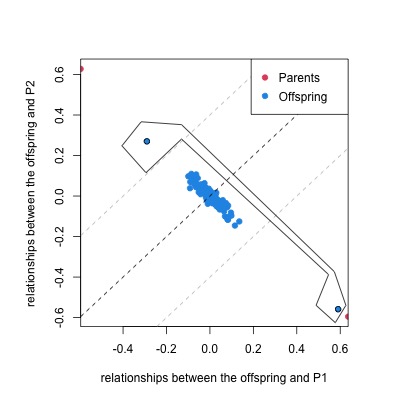 Parents
Offspring
relationships between the offspring and P2
0.6
0.4
0.2
0.0
-0.2
-0.4
-0.6
-0.4 -0.2 0.0 0.2 0.4 0.6
relationships between the offspring and P1